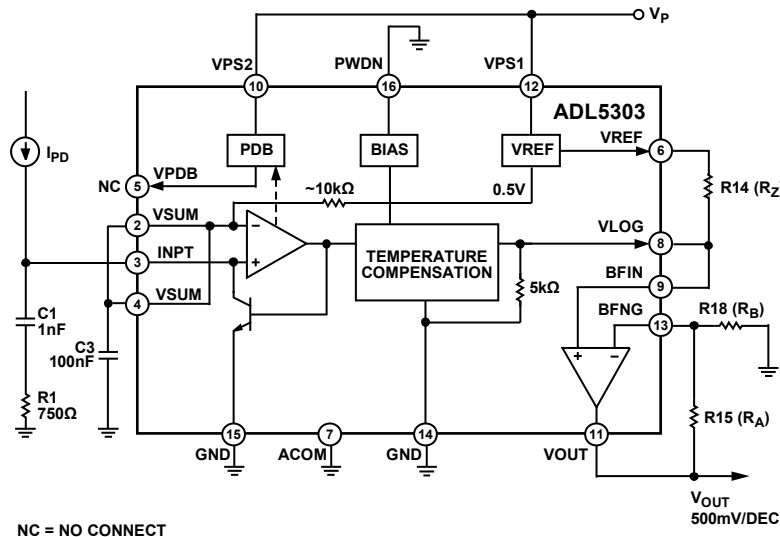 VP
VPS2
PWDN
VPS1
10
16
12
ADL5303
IPD
PDB
BIAS
VREF
VREF
6
VPDB
NC
5
~10kΩ
0.5V
R14 (RZ
VSUM
2
VLOG
8
INPT
3
TEMPERATURE
COMPENSATION
5kΩ
BFIN
9
VSUM
4
BFNG
13
R18 (RB)
C1
1nF
C3
100nF
R1
750Ω
R15 (RA)
15
7
14
11
GND
ACOM
GND
VOUT
VOUT
500mV/DEC
NC = NO CONNECT